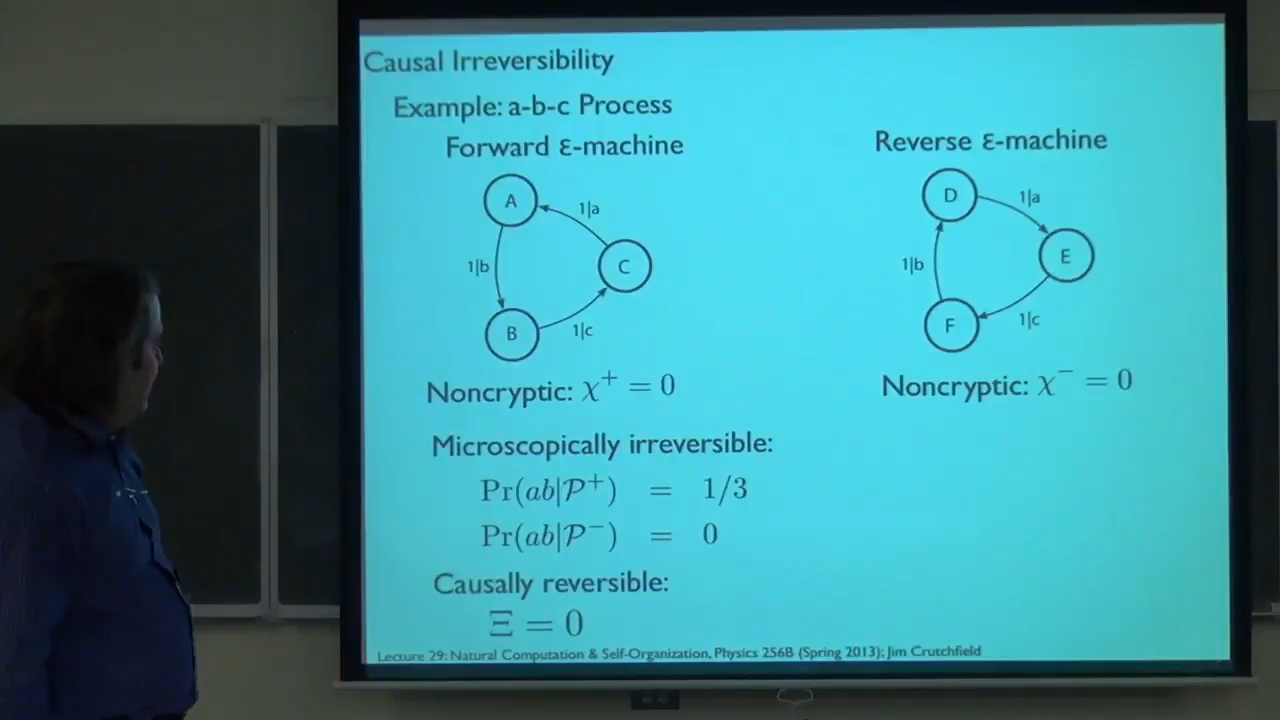 Causal Irreversibility
Example: a-b-c Process
Forward ε-machine
A
1|a
1|b
C
B
1|c
Noncryptic: χ⁺ = 0
Reverse ε-machine
D
1|a
1|b
E
F
1|c
Noncryptic: χ⁻ = 0
Microscopically irreversible:
Pr(ab|𝒫⁺) = 1/3
Pr(ab|𝒫⁻) = 0
Causally reversible:
Ξ = 0
Lecture 29: Natural Computation & Self-Organization, Physics 256B (Spring 2013); Jim Crutchfield